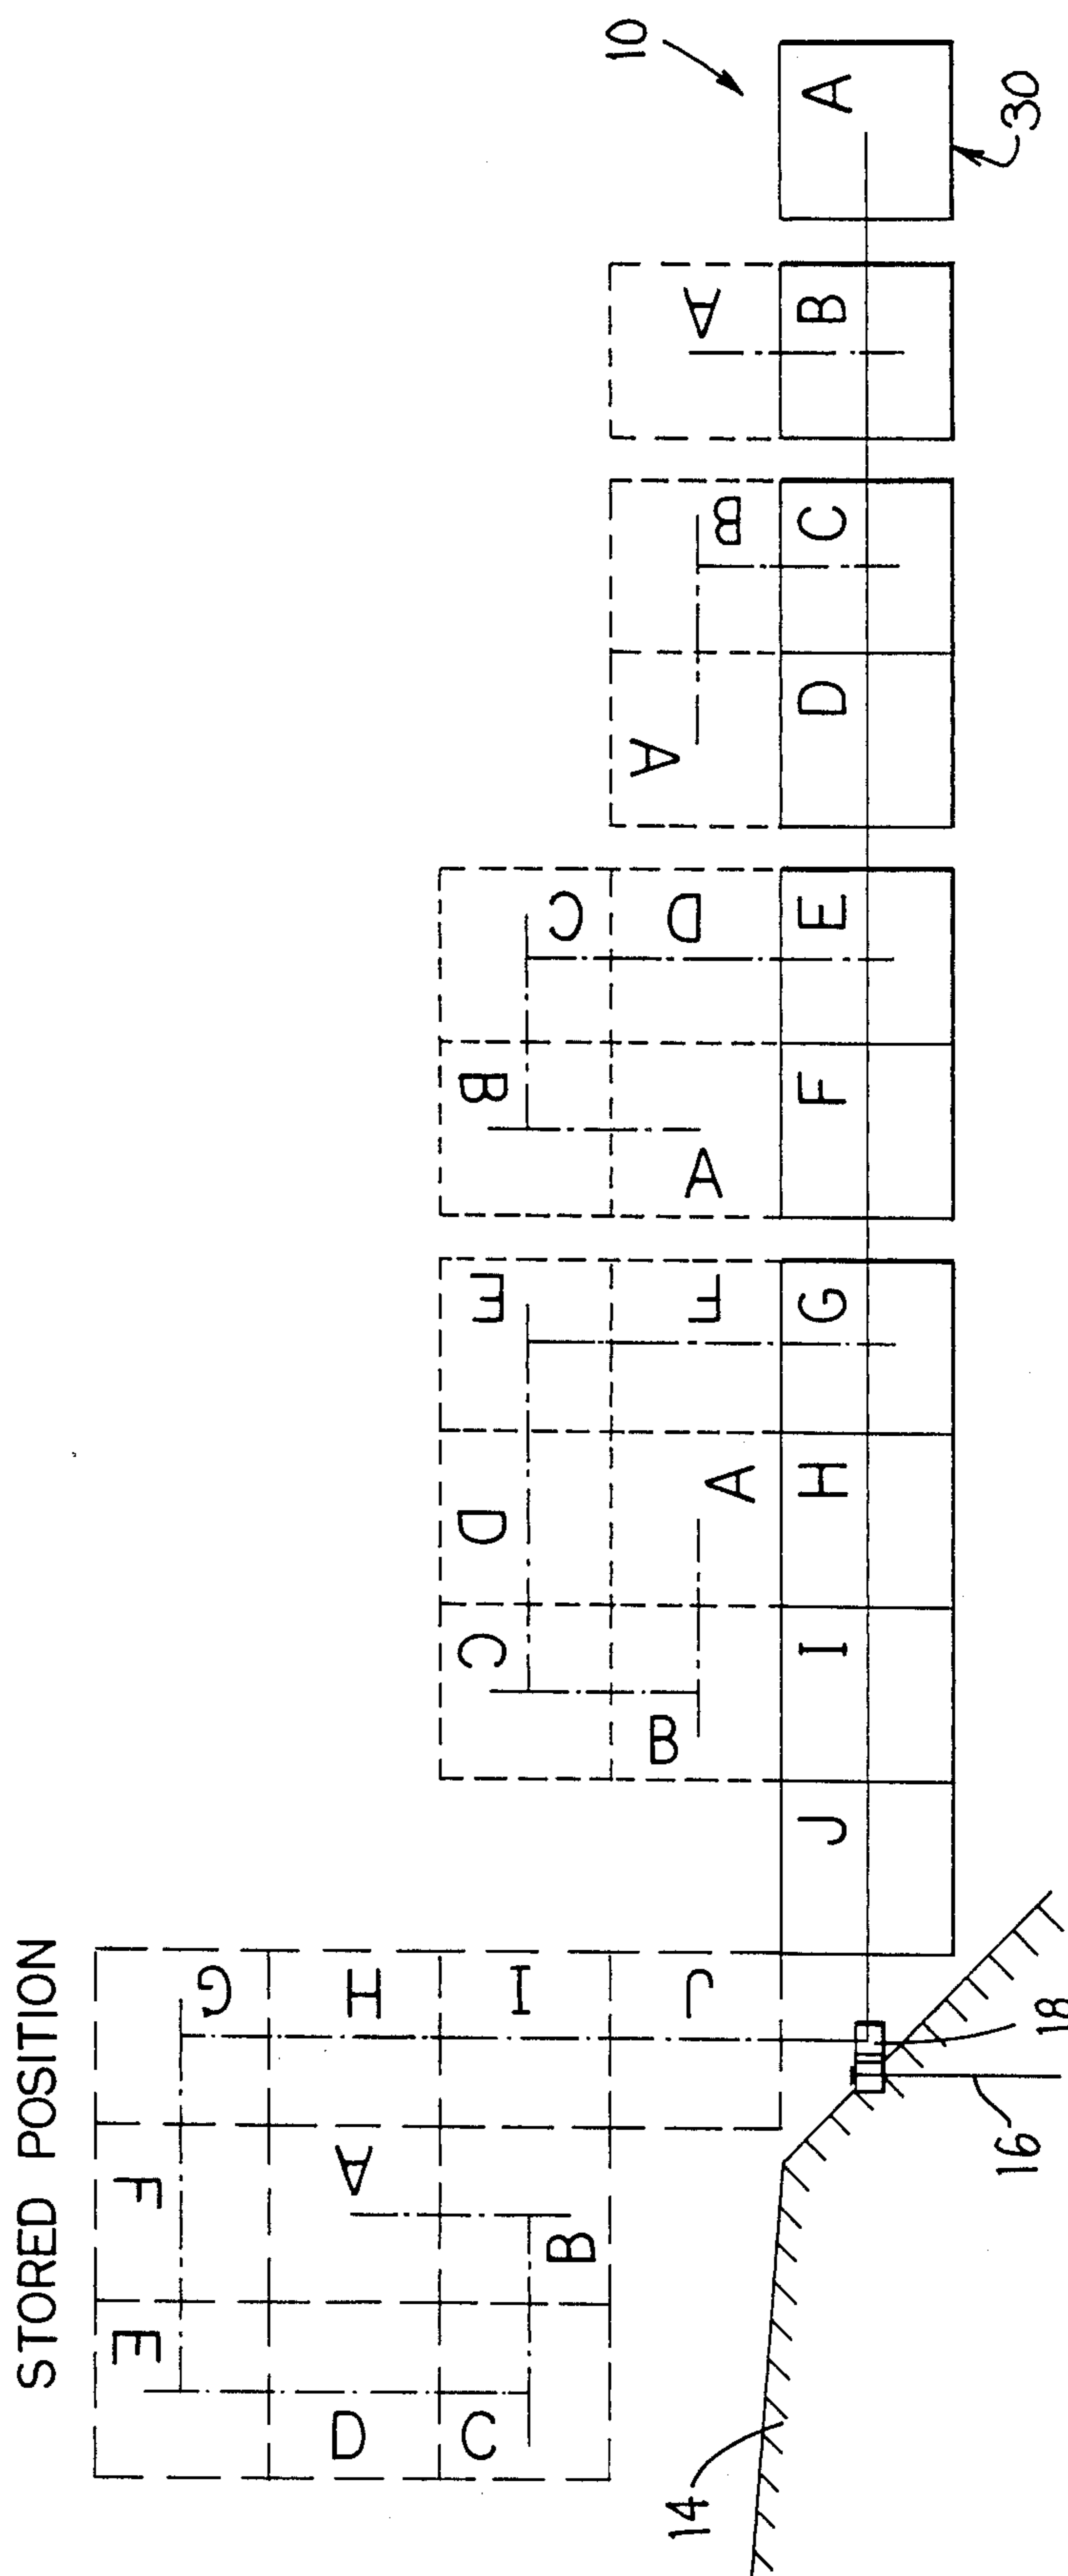 STORED POSITION
E F G
D A H
C I
B J
C D E
B A F
J I H G
B C
A D
F E
A B
D C
A
B
A
10
30
14
16
18